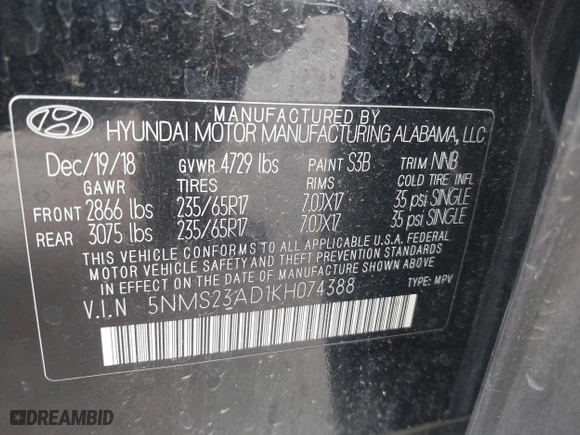 MANUFACTURED BY
HYUNDAI MOTOR MANUFACTURING ALABAMA, LLC
Dec/19/18 GVWR 4729 lbs PAINT S3B TRIM NNB
GAWR TIRES RIMS COLD TIRE INFL
FRONT 2866 lbs 235/65R17 7.0JX17 35 psi SINGLE
REAR 3075 lbs 235/65R17 7.0JX17 35 psi SINGLE
THIS VEHICLE CONFORMS TO ALL APPLICABLE U.S.A. FEDERAL
MOTOR VEHICLE SAFETY AND THEFT PREVENTION STANDARDS
IN EFFECT ON THE DATE OF MANUFACTURE SHOWN ABOVE.
V.I.N 5NMS23AD1KH074388 TYPE: MPV
DREAMBID